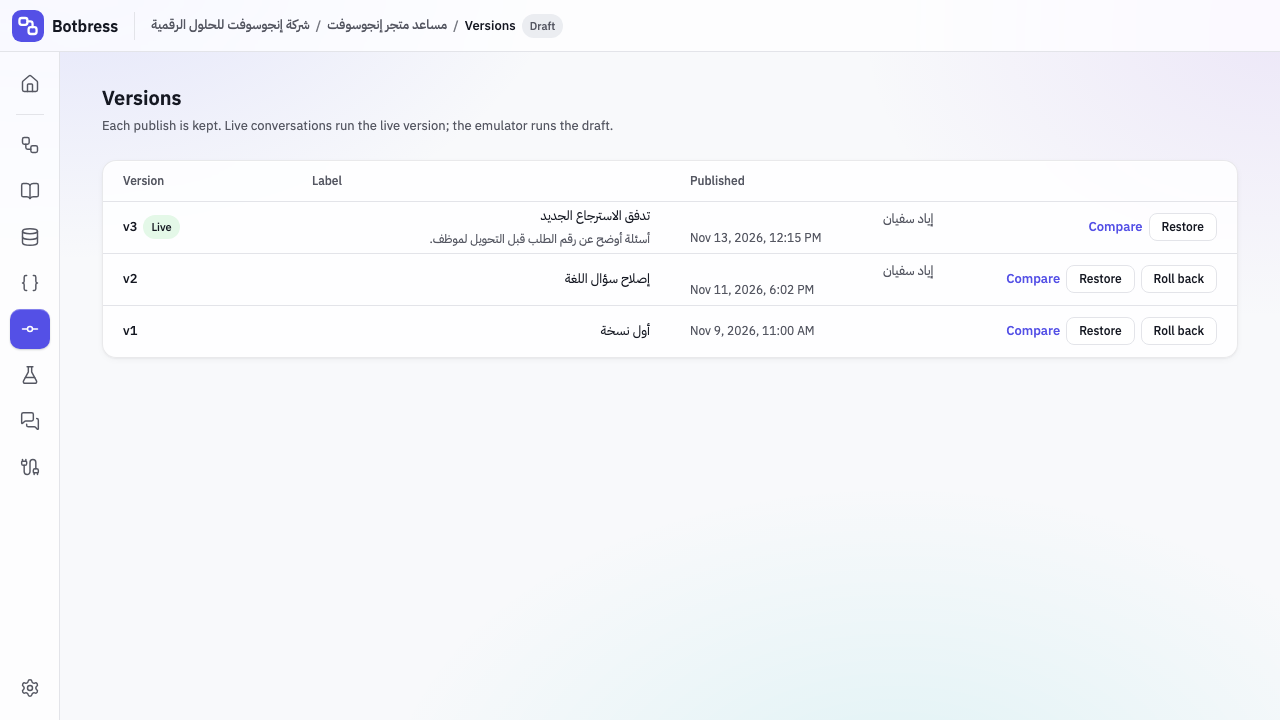 Botbress
شركة إنجوسوفت للحلول الرقمية / مساعد متجر إنجوسوفت / Versions Draft
Versions
Each publish is kept. Live conversations run the live version; the emulator runs the draft.
Version Label Published
v3 Live
تدفق الاسترجاع الجديد
أسئلة أوضح عن رقم الطلب قبل التحويل لموظف.
إياد سفيان
Nov 13, 2026, 12:15 PM
Compare Restore
v2
إصلاح سؤال اللغة
إياد سفيان
Nov 11, 2026, 6:02 PM
Compare Restore Roll back
v1
أول نسخة
Nov 9, 2026, 11:00 AM
Compare Restore Roll back